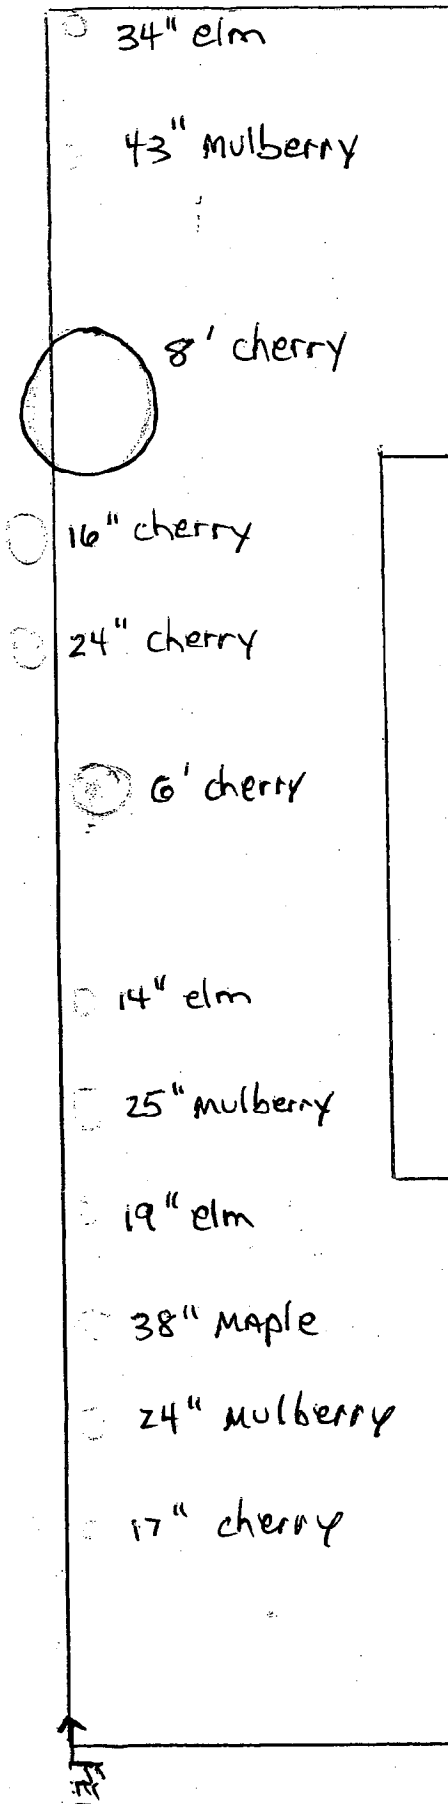 34" elm
43" Mulberry
8' cherry
16" cherry
24" cherry
6' cherry
14" elm
25" Mulberry
19" elm
38" MAple
24" Mulberry
17" cherry